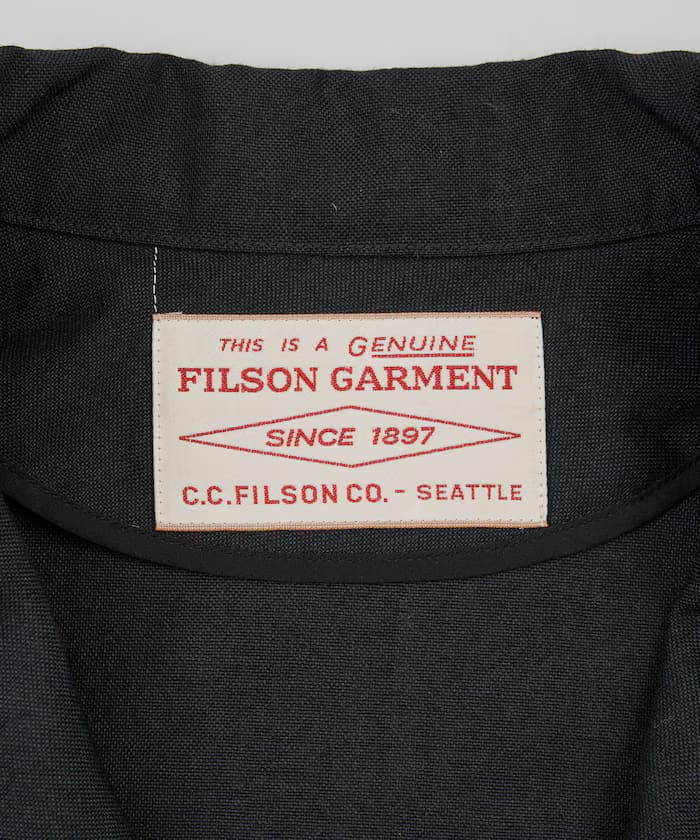 THIS IS A GENUINE
FILSON GARMENT
SINCE 1897
C.C.FILSON CO. - SEATTLE